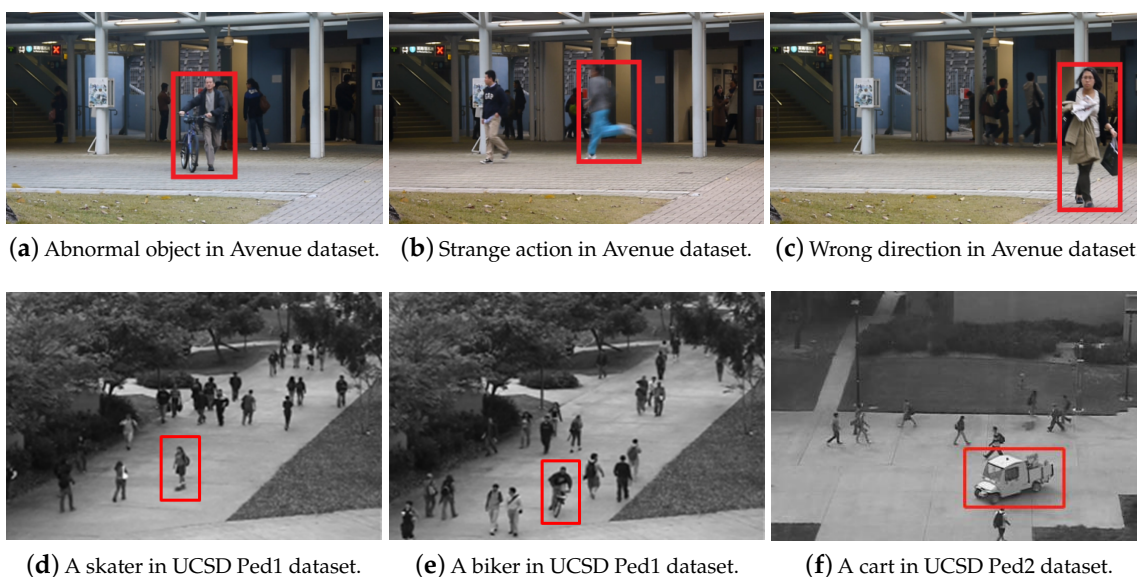 (a) Abnormal object in Avenue dataset.
(b) Strange action in Avenue dataset.
(c) Wrong direction in Avenue dataset
(d) A skater in UCSD Ped1 dataset.
(e) A biker in UCSD Ped1 dataset.
(f) A cart in UCSD Ped2 dataset.